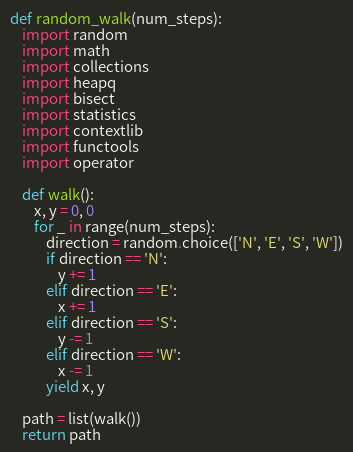 def random_walk(num_steps):
    import random
    import math
    import collections
    import heapq
    import bisect
    import statistics
    import contextlib
    import functools
    import operator

    def walk():
        x, y = 0, 0
        for _ in range(num_steps):
            direction = random.choice(['N', 'E', 'S', 'W'])
            if direction == 'N':
                y += 1
            elif direction == 'E':
                x += 1
            elif direction == 'S':
                y -= 1
            elif direction == 'W':
                x -= 1
            yield x, y

    path = list(walk())
    return path